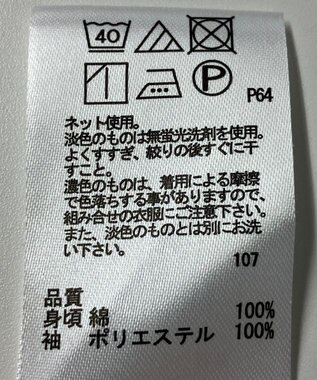 40
P
P64
ネット使用。
淡色のものは無蛍光洗剤を使用。
よくすすぎ、絞りの後すぐに干
すこと。
濃色のものは、着用による摩擦
で色落ちする事がありますので、
組み合せの衣服にご注意下さい。
また、淡色のものとは別にお洗
い下さい。
107
品質
身頃 綿 100%
袖 ポリエステル 100%